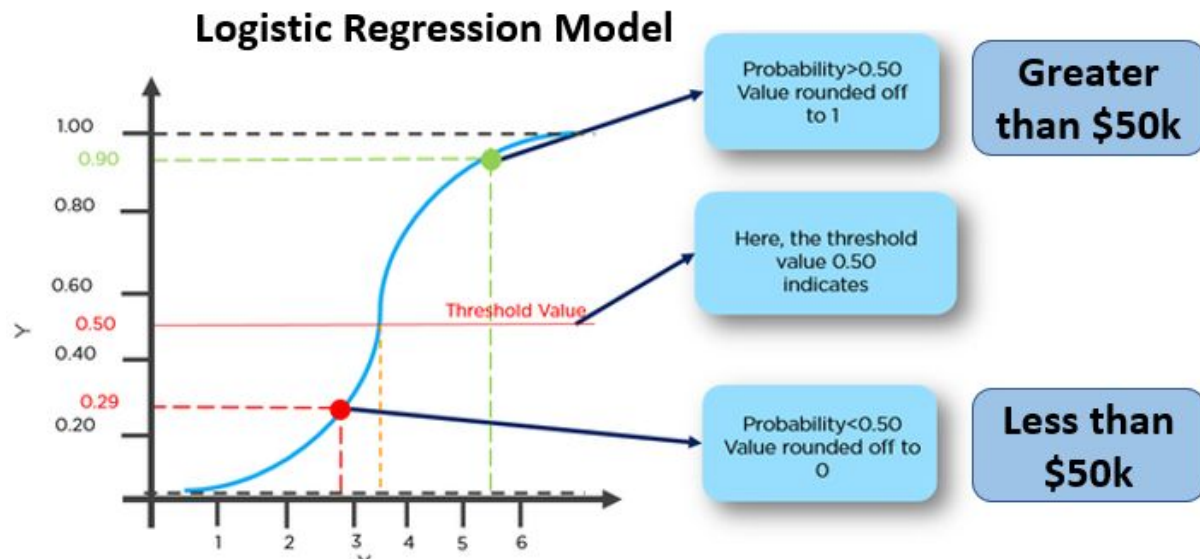 Logistic Regression Model
1.00
0.90
0.80
0.60
0.50
0.40
0.29
0.20
Y
Threshold Value
1 2 3 4 5 6
Probability>0.50
Value rounded off
to 1
Greater
than $50k
Here, the threshold
value 0.50
indicates
Probability<0.50
Value rounded off to
0
Less than
$50k